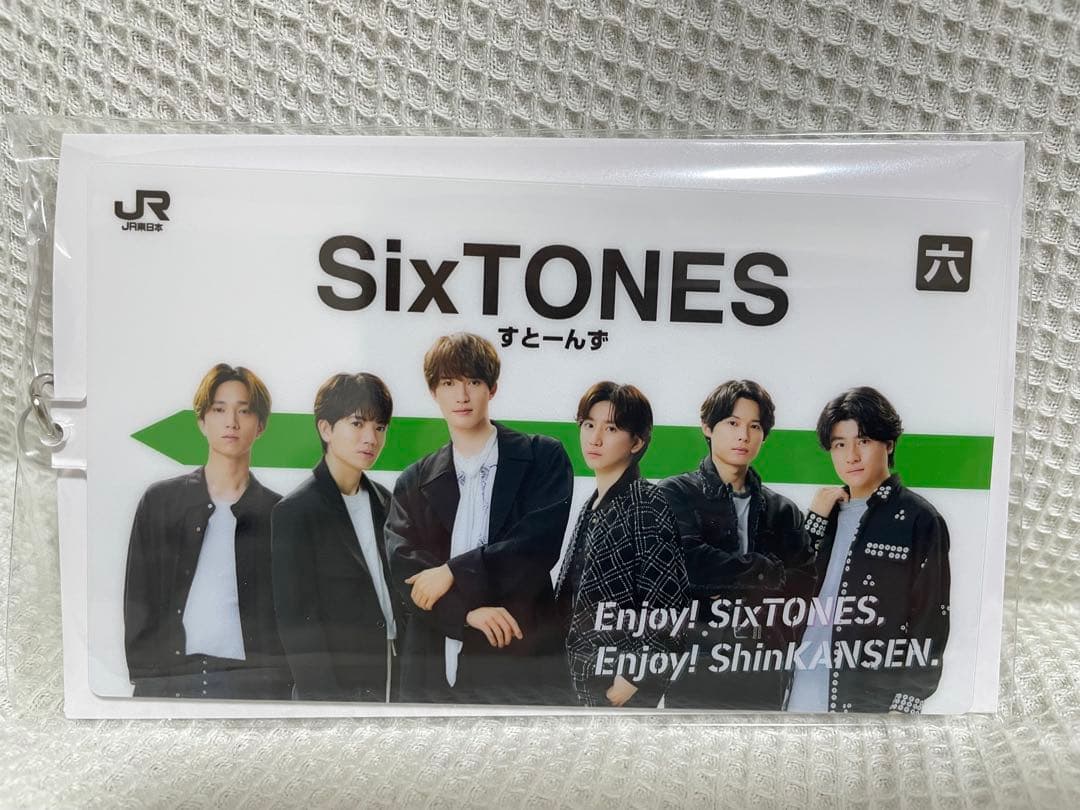 JR
JR東日本
SixTONES
六
すとーんず
Enjoy! SixTONES,
Enjoy! ShinKANSEN.